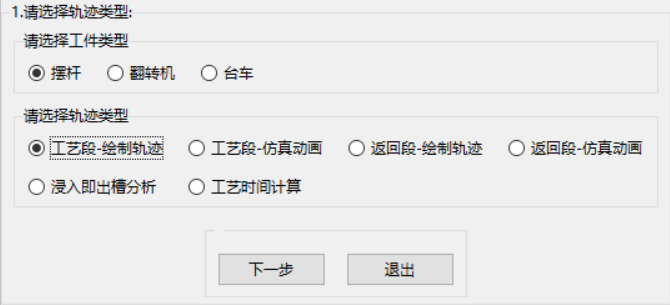 1.请选择轨迹类型:
请选择工件类型
摆杆 翻转机 台车
请选择轨迹类型
工艺段-绘制轨迹 工艺段-仿真动画 返回段-绘制轨迹 返回段-仿真动画
浸入即出槽分析 工艺时间计算
下一步 退出